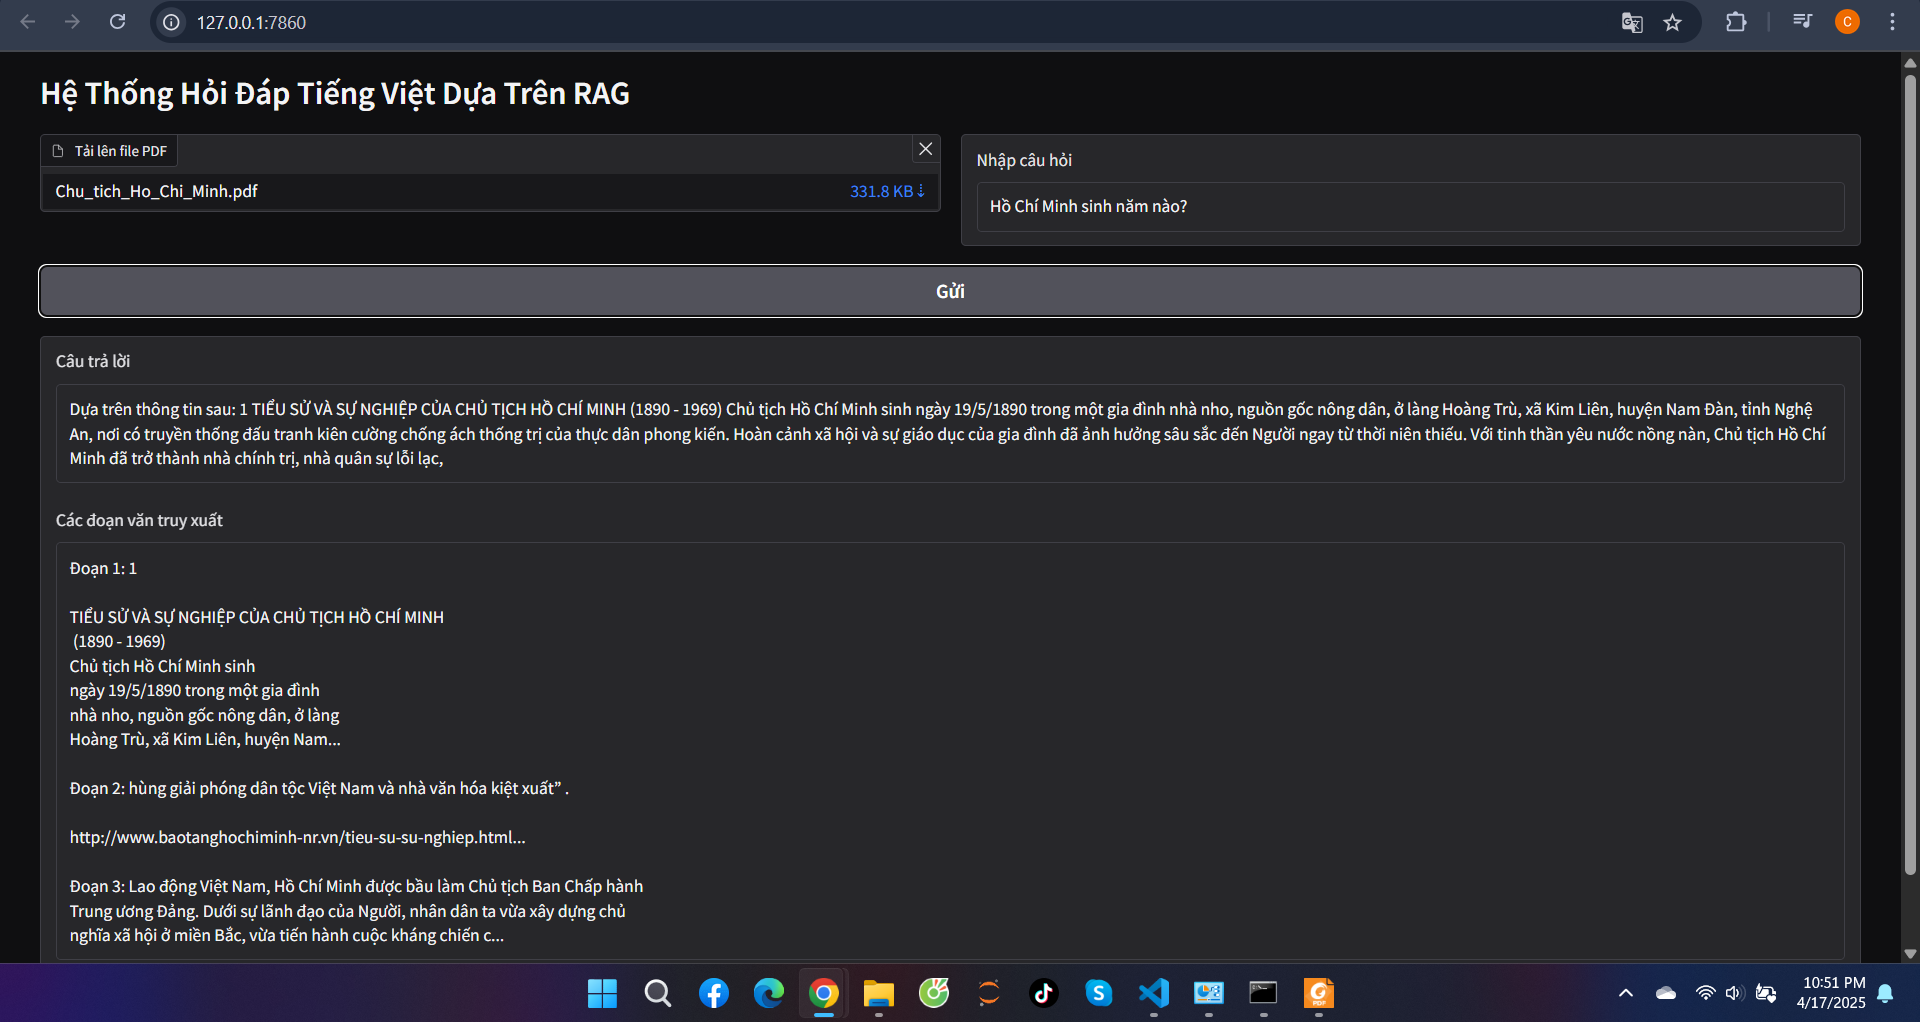 127.0.0.1:7860
C
Hệ Thống Hỏi Đáp Tiếng Việt Dựa Trên RAG
Tải lên file PDF
Chu_tich_Ho_Chi_Minh.pdf
331.8 KB ⇣
Nhập câu hỏi
Hồ Chí Minh sinh năm nào?
Gửi
Câu trả lời
Dựa trên thông tin sau: 1 TIỂU SỬ VÀ SỰ NGHIỆP CỦA CHỦ TỊCH HỒ CHÍ MINH (1890 - 1969) Chủ tịch Hồ Chí Minh sinh ngày 19/5/1890 trong một gia đình nhà nho, nguồn gốc nông dân, ở làng Hoàng Trù, xã Kim Liên, huyện Nam Đàn, tỉnh Nghệ
An, nơi có truyền thống đấu tranh kiên cường chống ách thống trị của thực dân phong kiến. Hoàn cảnh xã hội và sự giáo dục của gia đình đã ảnh hưởng sâu sắc đến Người ngay từ thời niên thiếu. Với tinh thần yêu nước nồng nàn, Chủ tịch Hồ Chí
Minh đã trở thành nhà chính trị, nhà quân sự lỗi lạc,
Các đoạn văn truy xuất
Đoạn 1: 1
TIỂU SỬ VÀ SỰ NGHIỆP CỦA CHỦ TỊCH HỒ CHÍ MINH
(1890 - 1969)
Chủ tịch Hồ Chí Minh sinh
ngày 19/5/1890 trong một gia đình
nhà nho, nguồn gốc nông dân, ở làng
Hoàng Trù, xã Kim Liên, huyện Nam...
Đoạn 2: hùng giải phóng dân tộc Việt Nam và nhà văn hóa kiệt xuất” .
http://www.baotanghochiminh-nr.vn/tieu-su-su-nghiep.html...
Đoạn 3: Lao động Việt Nam, Hồ Chí Minh được bầu làm Chủ tịch Ban Chấp hành
Trung ương Đảng. Dưới sự lãnh đạo của Người, nhân dân ta vừa xây dựng chủ
nghĩa xã hội ở miền Bắc, vừa tiến hành cuộc kháng chiến c...
10:51 PM
4/17/2025